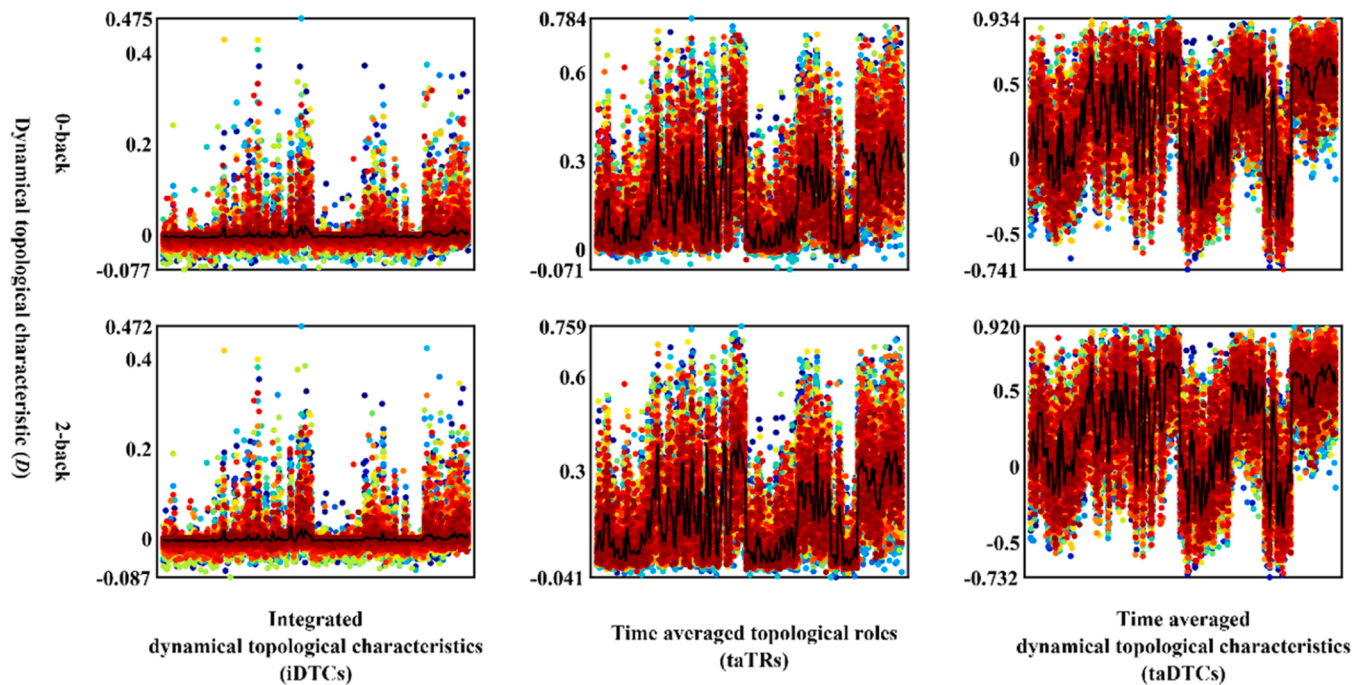 Dynamical topological characteristic (D)
0-back
0.475
0.4
0.2
0
-0.077
0.784
0.6
0.3
0
-0.071
0.934
0.5
0
-0.5
-0.741
2-back
0.472
0.4
0.2
0
-0.087
0.759
0.6
0.3
-0.041
0.920
0.5
0
-0.5
-0.732
Integrated
dynamical topological characteristics
(iDTCs)
Time averaged topological roles
(taTRs)
Time averaged
dynamical topological characteristics
(taDTCs)